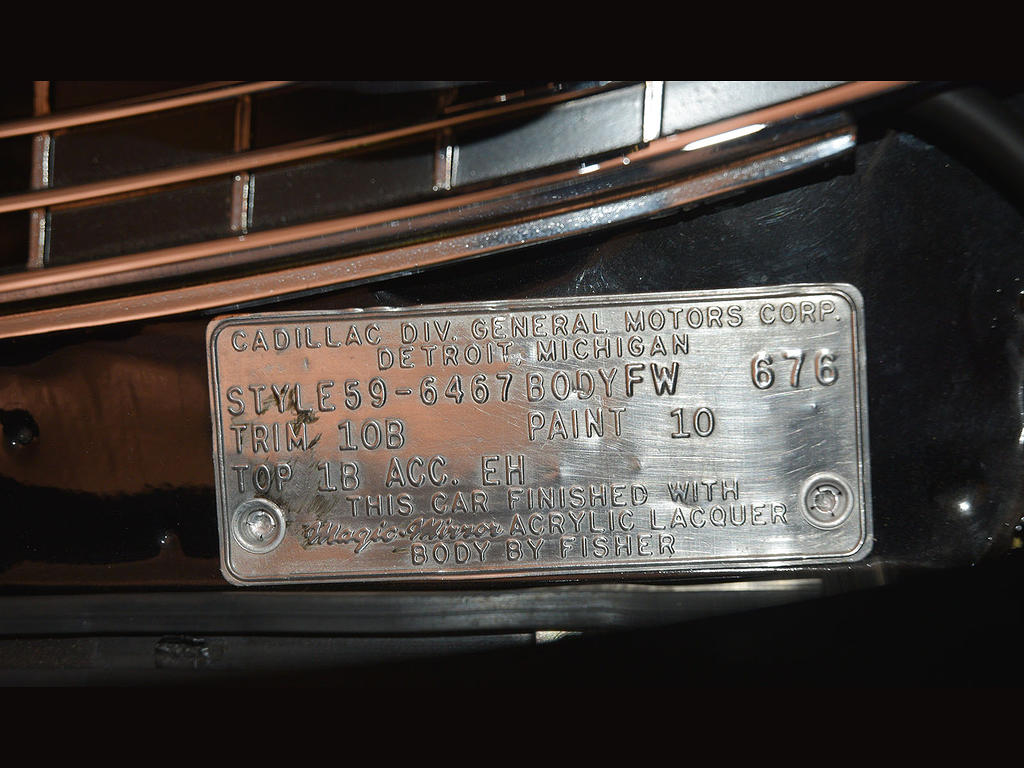 CADILLAC DIV. GENERAL MOTORS CORP.
DETROIT, MICHIGAN
STYLE 59-6467 BODY FW 676
TRIM 10B PAINT 10
TOP 1B ACC. EH
THIS CAR FINISHED WITH
Magic-Mirror ACRYLIC LACQUER
BODY BY FISHER